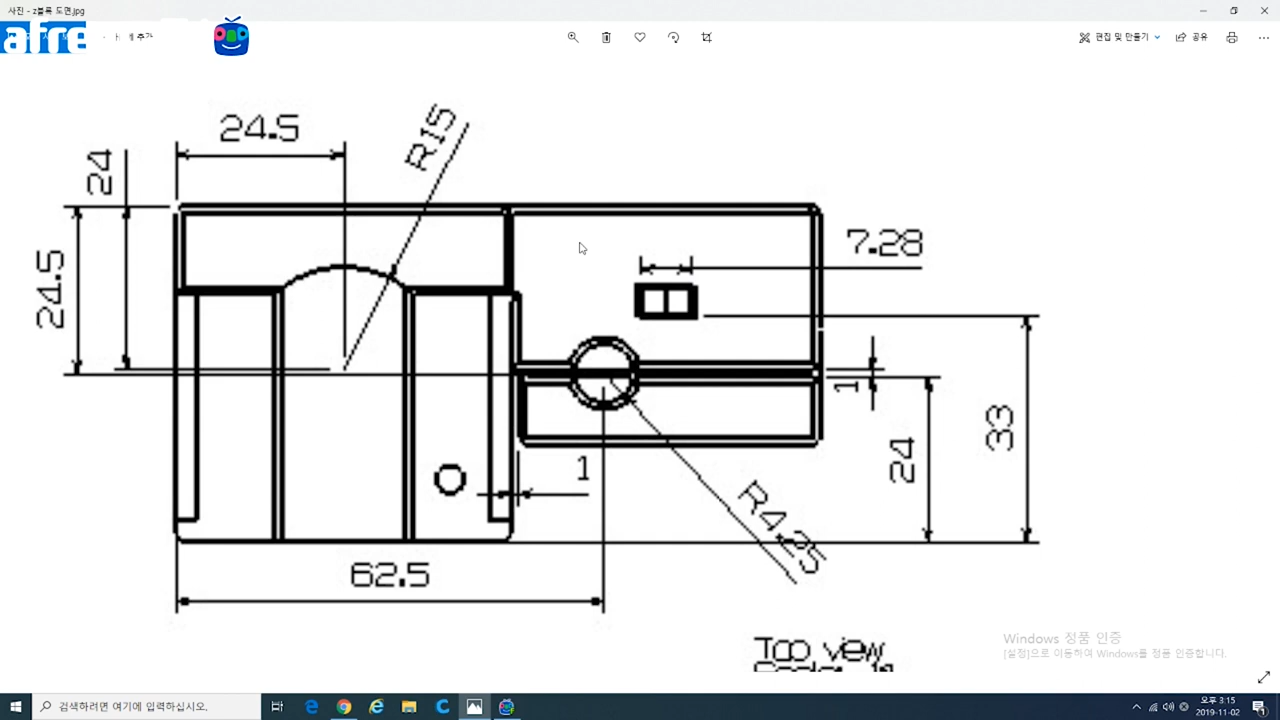 사진 - z블록 도면.jpg
afre
24.5
R15
24
24.5
7.28
1
33
24
1
R4.25
62.5
Top view
Windows 정품 인증
[설정]으로 이동하여 Windows를 정품 인증합니다.
편집 및 만들기
공유
검색하려면 여기에 입력하십시오.
오후 3:15
2019-11-02